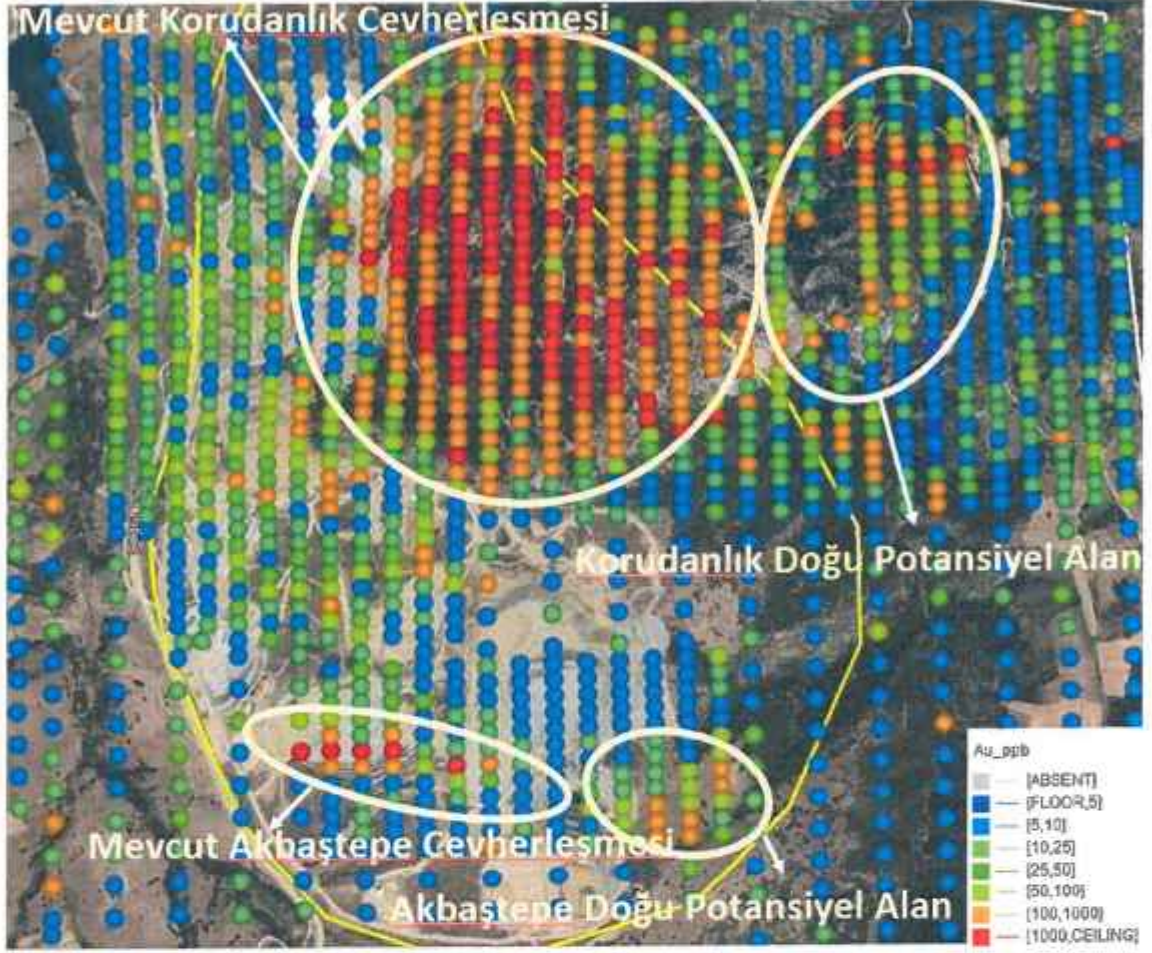 Mevcut Korudanlık Cevherleşmesi
Korudanlık Doğu Potansiyel Alan
Mevcut Akbaştepe Cevherleşmesi
Akbaştepe Doğu Potansiyel Alan
Au_ppb
[ABSENT]
[FLOOR,5]
[5,10]
[10,25]
[25,50]
[50,100]
[100,1000]
[1000,CEILING]